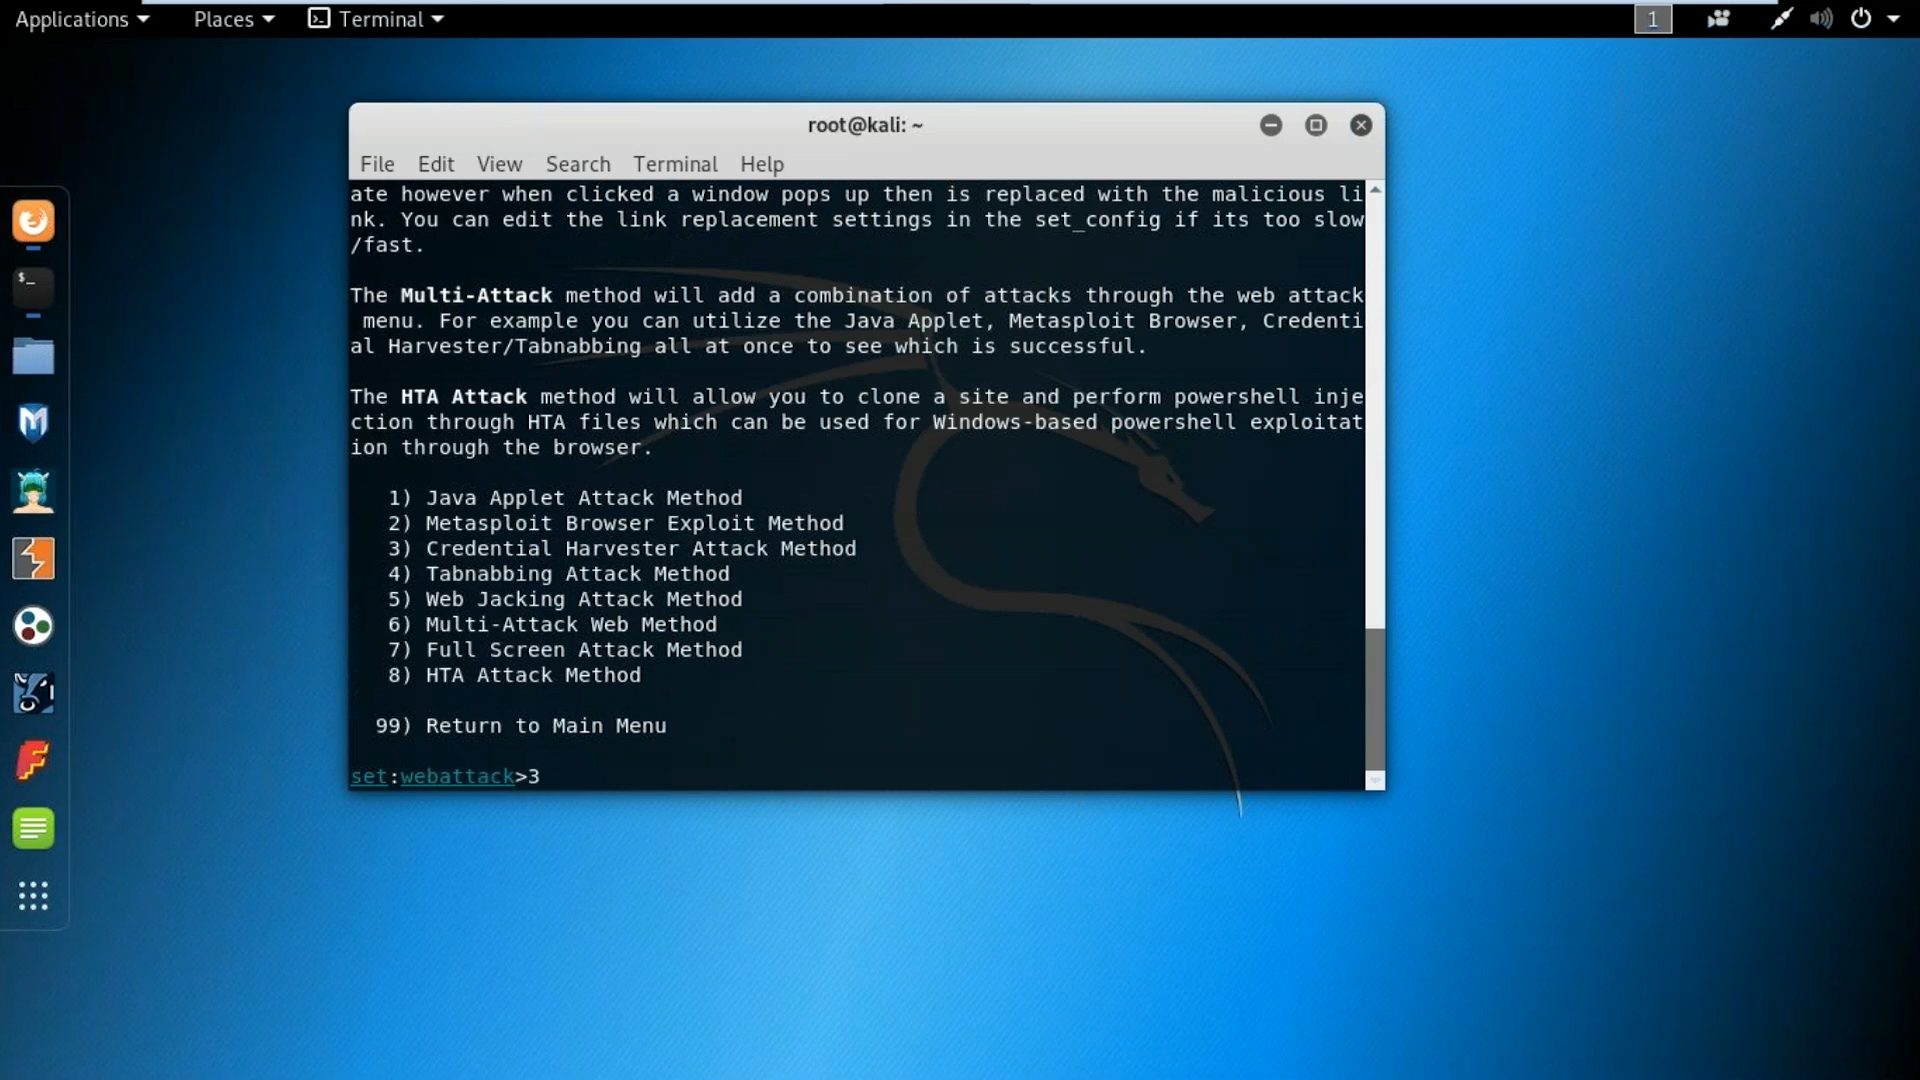 Applications Places Terminal 1
root@kali: ~
File Edit View Search Terminal Help
ate however when clicked a window pops up then is replaced with the malicious li
nk. You can edit the link replacement settings in the set_config if its too slow
/fast.
The Multi-Attack method will add a combination of attacks through the web attack
menu. For example you can utilize the Java Applet, Metasploit Browser, Credenti
al Harvester/Tabnabbing all at once to see which is successful.
The HTA Attack method will allow you to clone a site and perform powershell inje
ction through HTA files which can be used for Windows-based powershell exploitat
ion through the browser.
1) Java Applet Attack Method
2) Metasploit Browser Exploit Method
3) Credential Harvester Attack Method
4) Tabnabbing Attack Method
5) Web Jacking Attack Method
6) Multi-Attack Web Method
7) Full Screen Attack Method
8) HTA Attack Method
99) Return to Main Menu
set:webattack>3